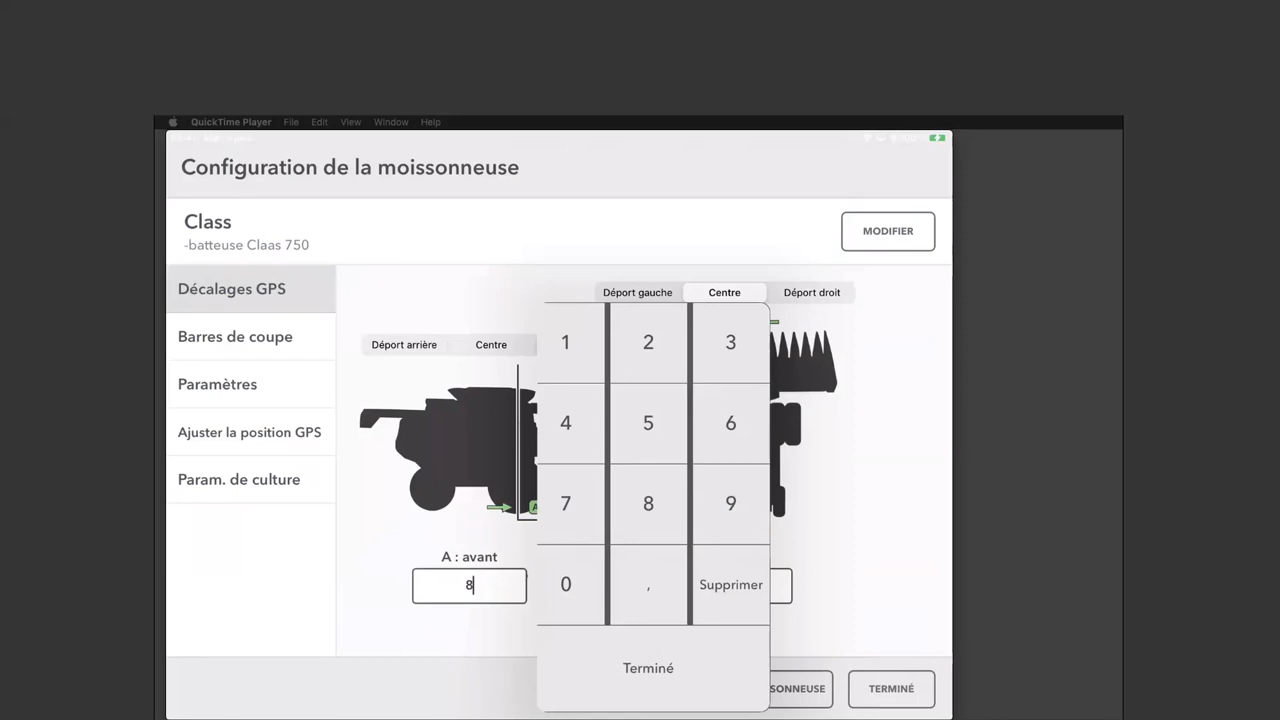 QuickTime Player File Edit View Window Help
Configuration de la moissonneuse
Class
-batteuse Claas 750
MODIFIER
Décalages GPS
Barres de coupe
Paramètres
Ajuster la position GPS
Param. de culture
Déport gauche Centre Déport droit
Déport arrière Centre
A : avant
8
1 2 3
4 5 6
7 8 9
0 , Supprimer
Terminé
SONNEUSE
TERMINÉ